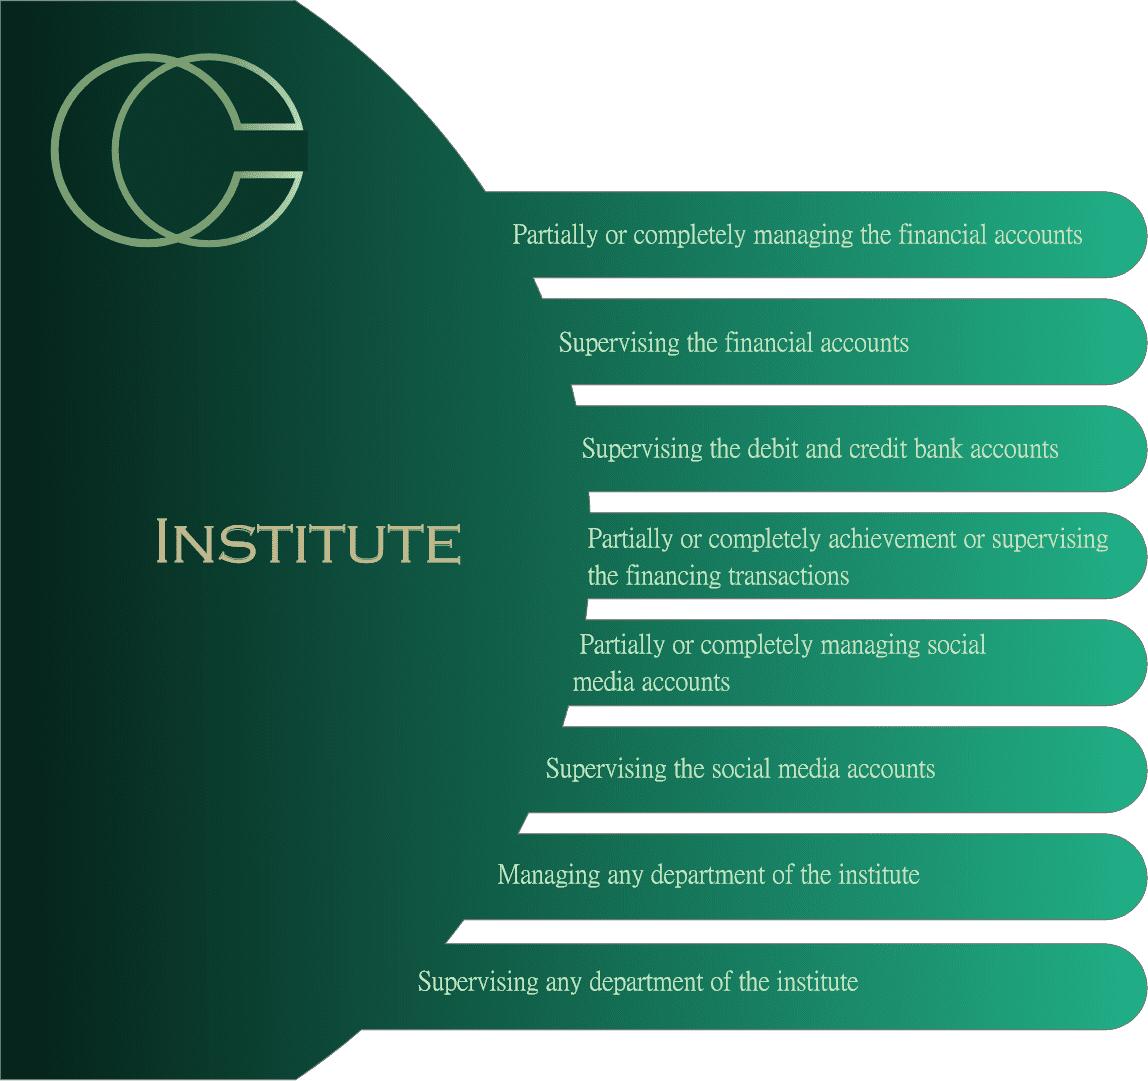 Partially or completely managing the financial accounts
Supervising the financial accounts
Supervising the debit and credit bank accounts
INSTITUTE
Partially or completely achievement or supervising
the financing transactions
Partially or completely managing social
media accounts
Supervising the social media accounts
Managing any department of the institute
Supervising any department of the institute